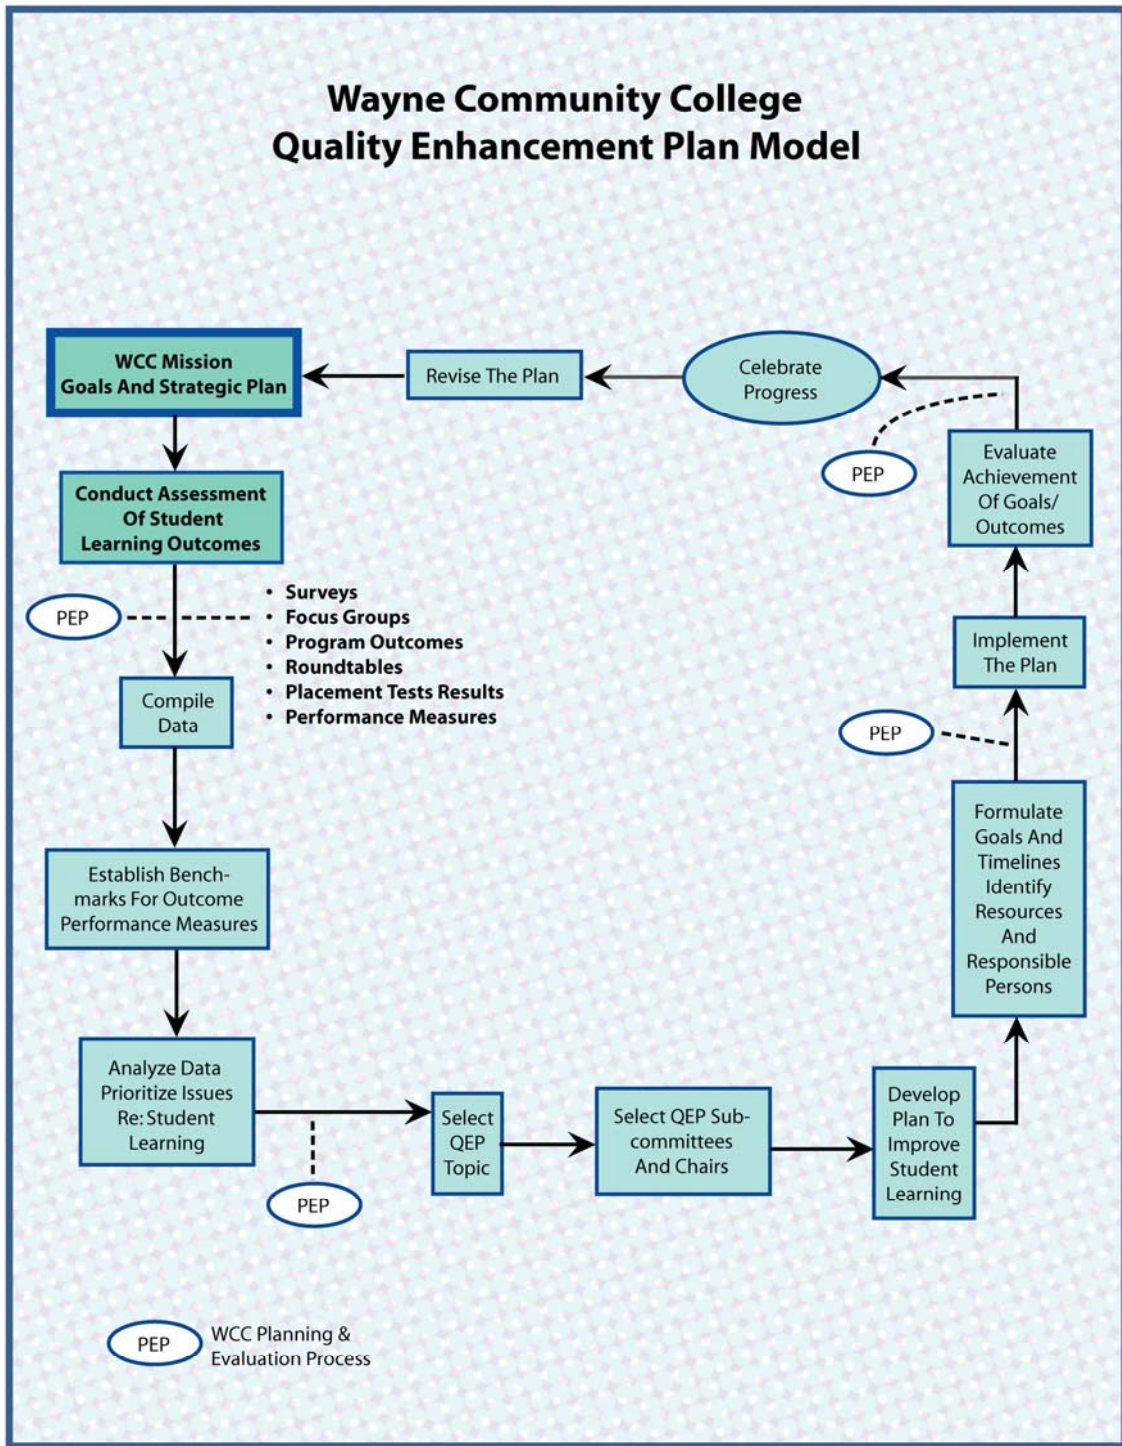 Wayne Community College
Quality Enhancement Plan Model
WCC Mission
Goals And Strategic Plan
Revise The Plan
Celebrate
Progress
PEP
Evaluate
Achievement
Of Goals/
Outcomes
Conduct Assessment
Of Student
Learning Outcomes
PEP
• Surveys
• Focus Groups
• Program Outcomes
• Roundtables
• Placement Tests Results
• Performance Measures
Implement
The Plan
Compile
Data
PEP
Formulate
Goals And
Timelines
Identify
Resources
And
Responsible
Persons
Establish Bench-
marks For Outcome
Performance Measures
Analyze Data
Prioritize Issues
Re: Student
Learning
PEP
Select
QEP
Topic
Select QEP Sub-
committees
And Chairs
Develop
Plan To
Improve
Student
Learning
PEP
WCC Planning &
Evaluation Process